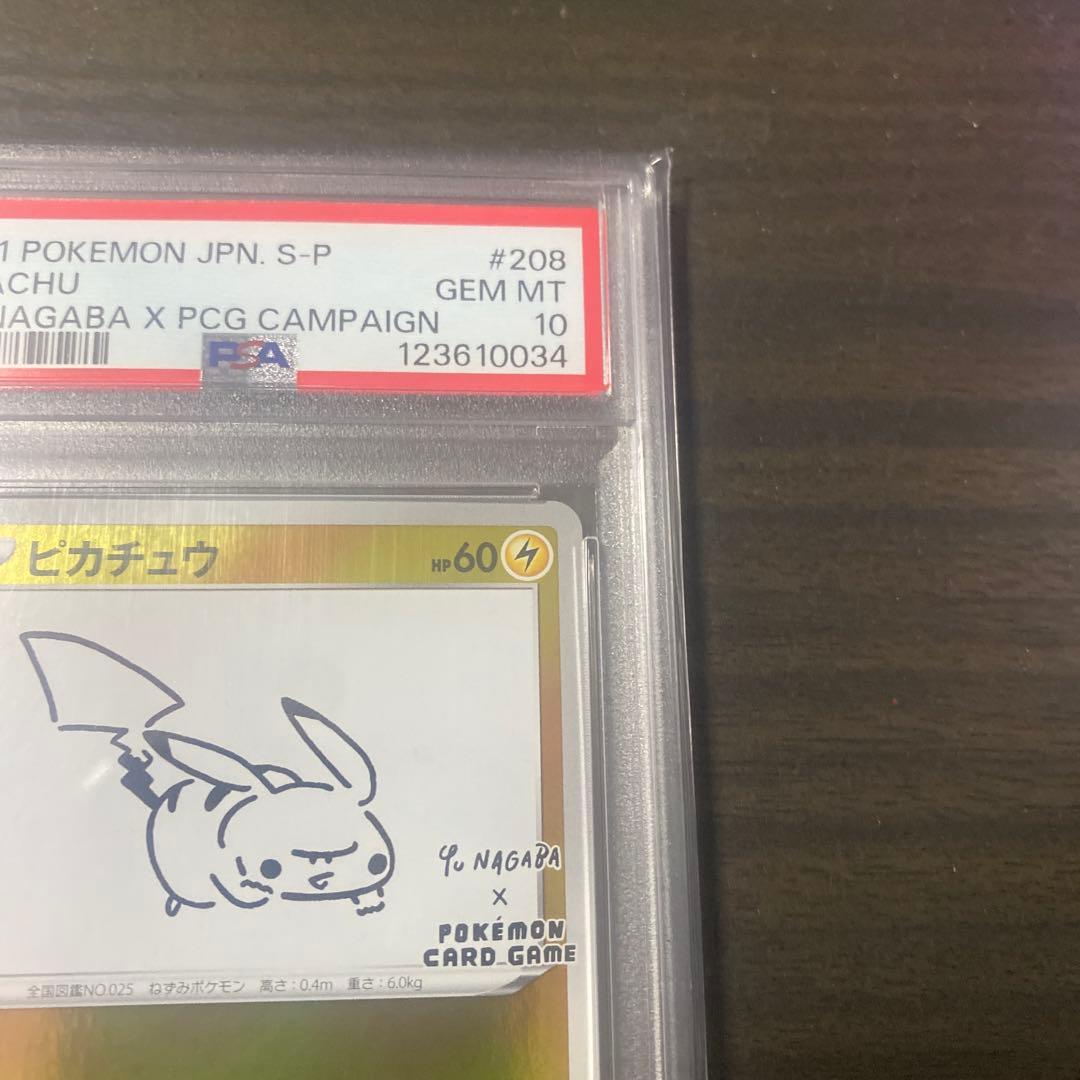 1 POKEMON JPN. S-P #208
ACHU GEM MT
NAGABA X PCG CAMPAIGN 10
PSA 123610034
ピカチュウ HP60
Yu NAGABA
X
POKÉMON
CARD GAME
全国図鑑NO.025 ねずみポケモン 高さ：0.4m 重さ：6.0kg